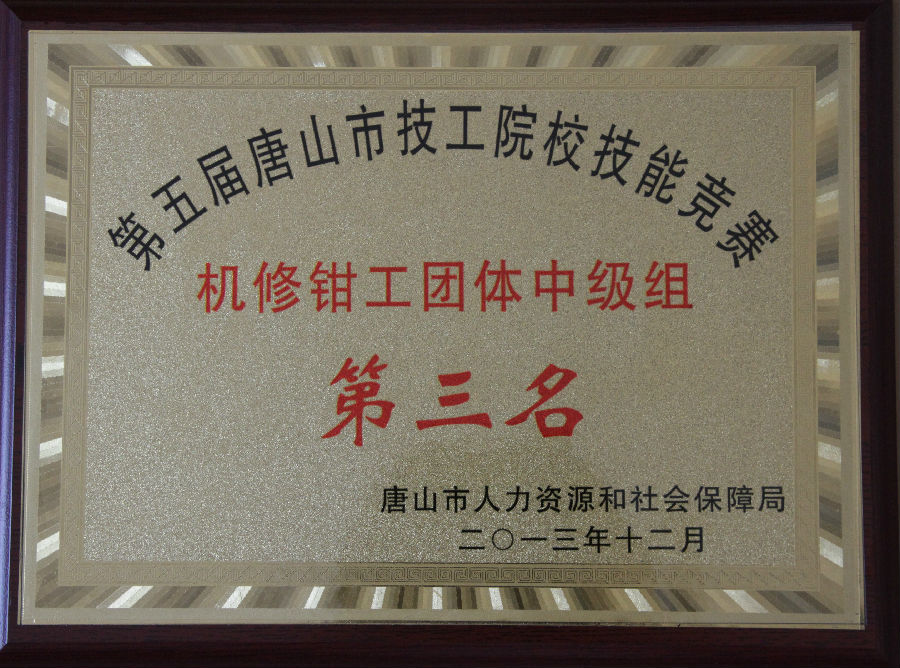 第五届唐山市技工院校技能竞赛
机修钳工团体中级组
第三名
唐山市人力资源和社会保障局
二〇一三年十二月